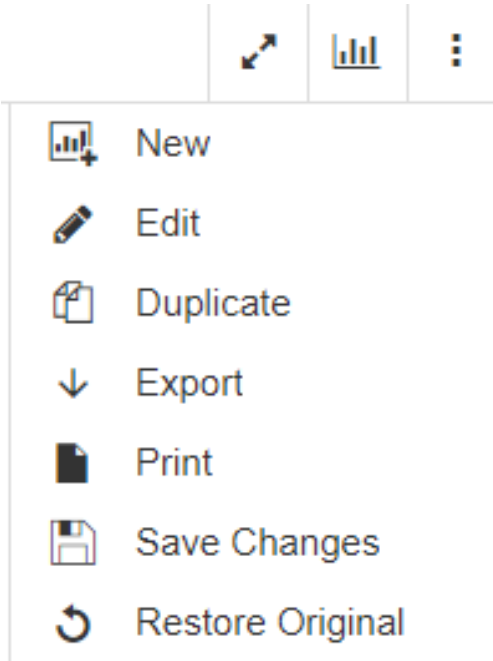 New
Edit
Duplicate
Export
Print
Save Changes
Restore Original